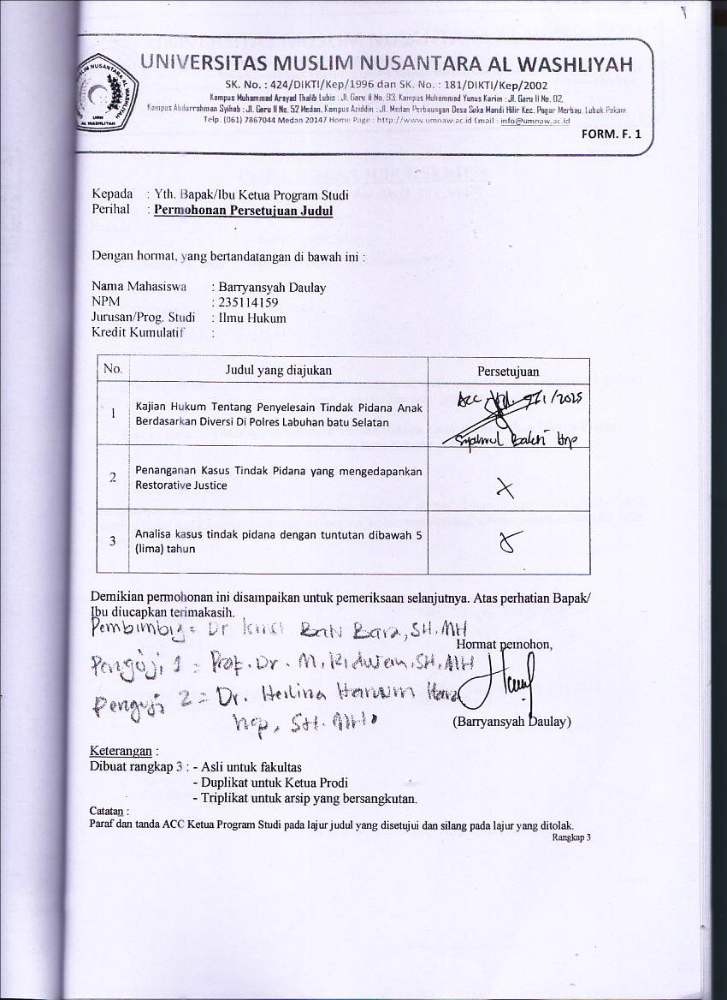 UNIVERSITAS MUSLIM NUSANTARA AL WASHLIYAH
SK. No. : 424/DIKTI/Kep/1996 dan SK. No. : 181/DIKTI/Kep/2002
Kampus Muhammad Arsyad Thalib Lubis : Jl. Garu II No. 93, Kampus Muhammad Yunus Karim : Jl. Garu II No. 02,
Kampus Abdurrahman Syihab : Jl. Garu II No. 52 Medan, Kampus Aziddin : Jl. Medan Perbaungan Desa Suka Mandi Hilir Kec. Pagar Merbau, Lubuk Pakam
Telp. (061) 7867044 Medan 20147 Home Page : http://www.umnaw.ac.id Email : info@umnaw.ac.id
UMN
AL WASHLIYAH
FORM. F. 1
Kepada : Yth. Bapak/Ibu Ketua Program Studi
Perihal : Permohonan Persetujuan Judul
Dengan hormat, yang bertandatangan di bawah ini :
Nama Mahasiswa : Barryansyah Daulay
NPM : 235114159
Jurusan/Prog. Studi : Ilmu Hukum
Kredit Kumulatif :
No. Judul yang diajukan Persetujuan
1 Kajian Hukum Tentang Penyelesain Tindak Pidana Anak
Berdasarkan Diversi Di Polres Labuhan batu Selatan
Acc 9/1/2025
Syahrul Bakri Hrp
2 Penanganan Kasus Tindak Pidana yang mengedapankan
Restorative Justice
3 Analisa kasus tindak pidana dengan tuntutan dibawah 5
(lima) tahun
Demikian permohonan ini disampaikan untuk pemeriksaan selanjutnya. Atas perhatian Bapak/
Ibu diucapkan terimakasih.
Pembimbig = Dr Bara, SH. MH
Hormat pemohon,
Penguji 1 = Prof. Dr. M. Ridwan, SH. MH
Penguji 2 = Dr. Herlina Hanum
Hrp, SH. MH
(Barryansyah Daulay)
Keterangan :
Dibuat rangkap 3 : - Asli untuk fakultas
- Duplikat untuk Ketua Prodi
- Triplikat untuk arsip yang bersangkutan.
Catatan :
Paraf dan tanda ACC Ketua Program Studi pada lajur judul yang disetujui dan silang pada lajur yang ditolak.
Rangkap 3